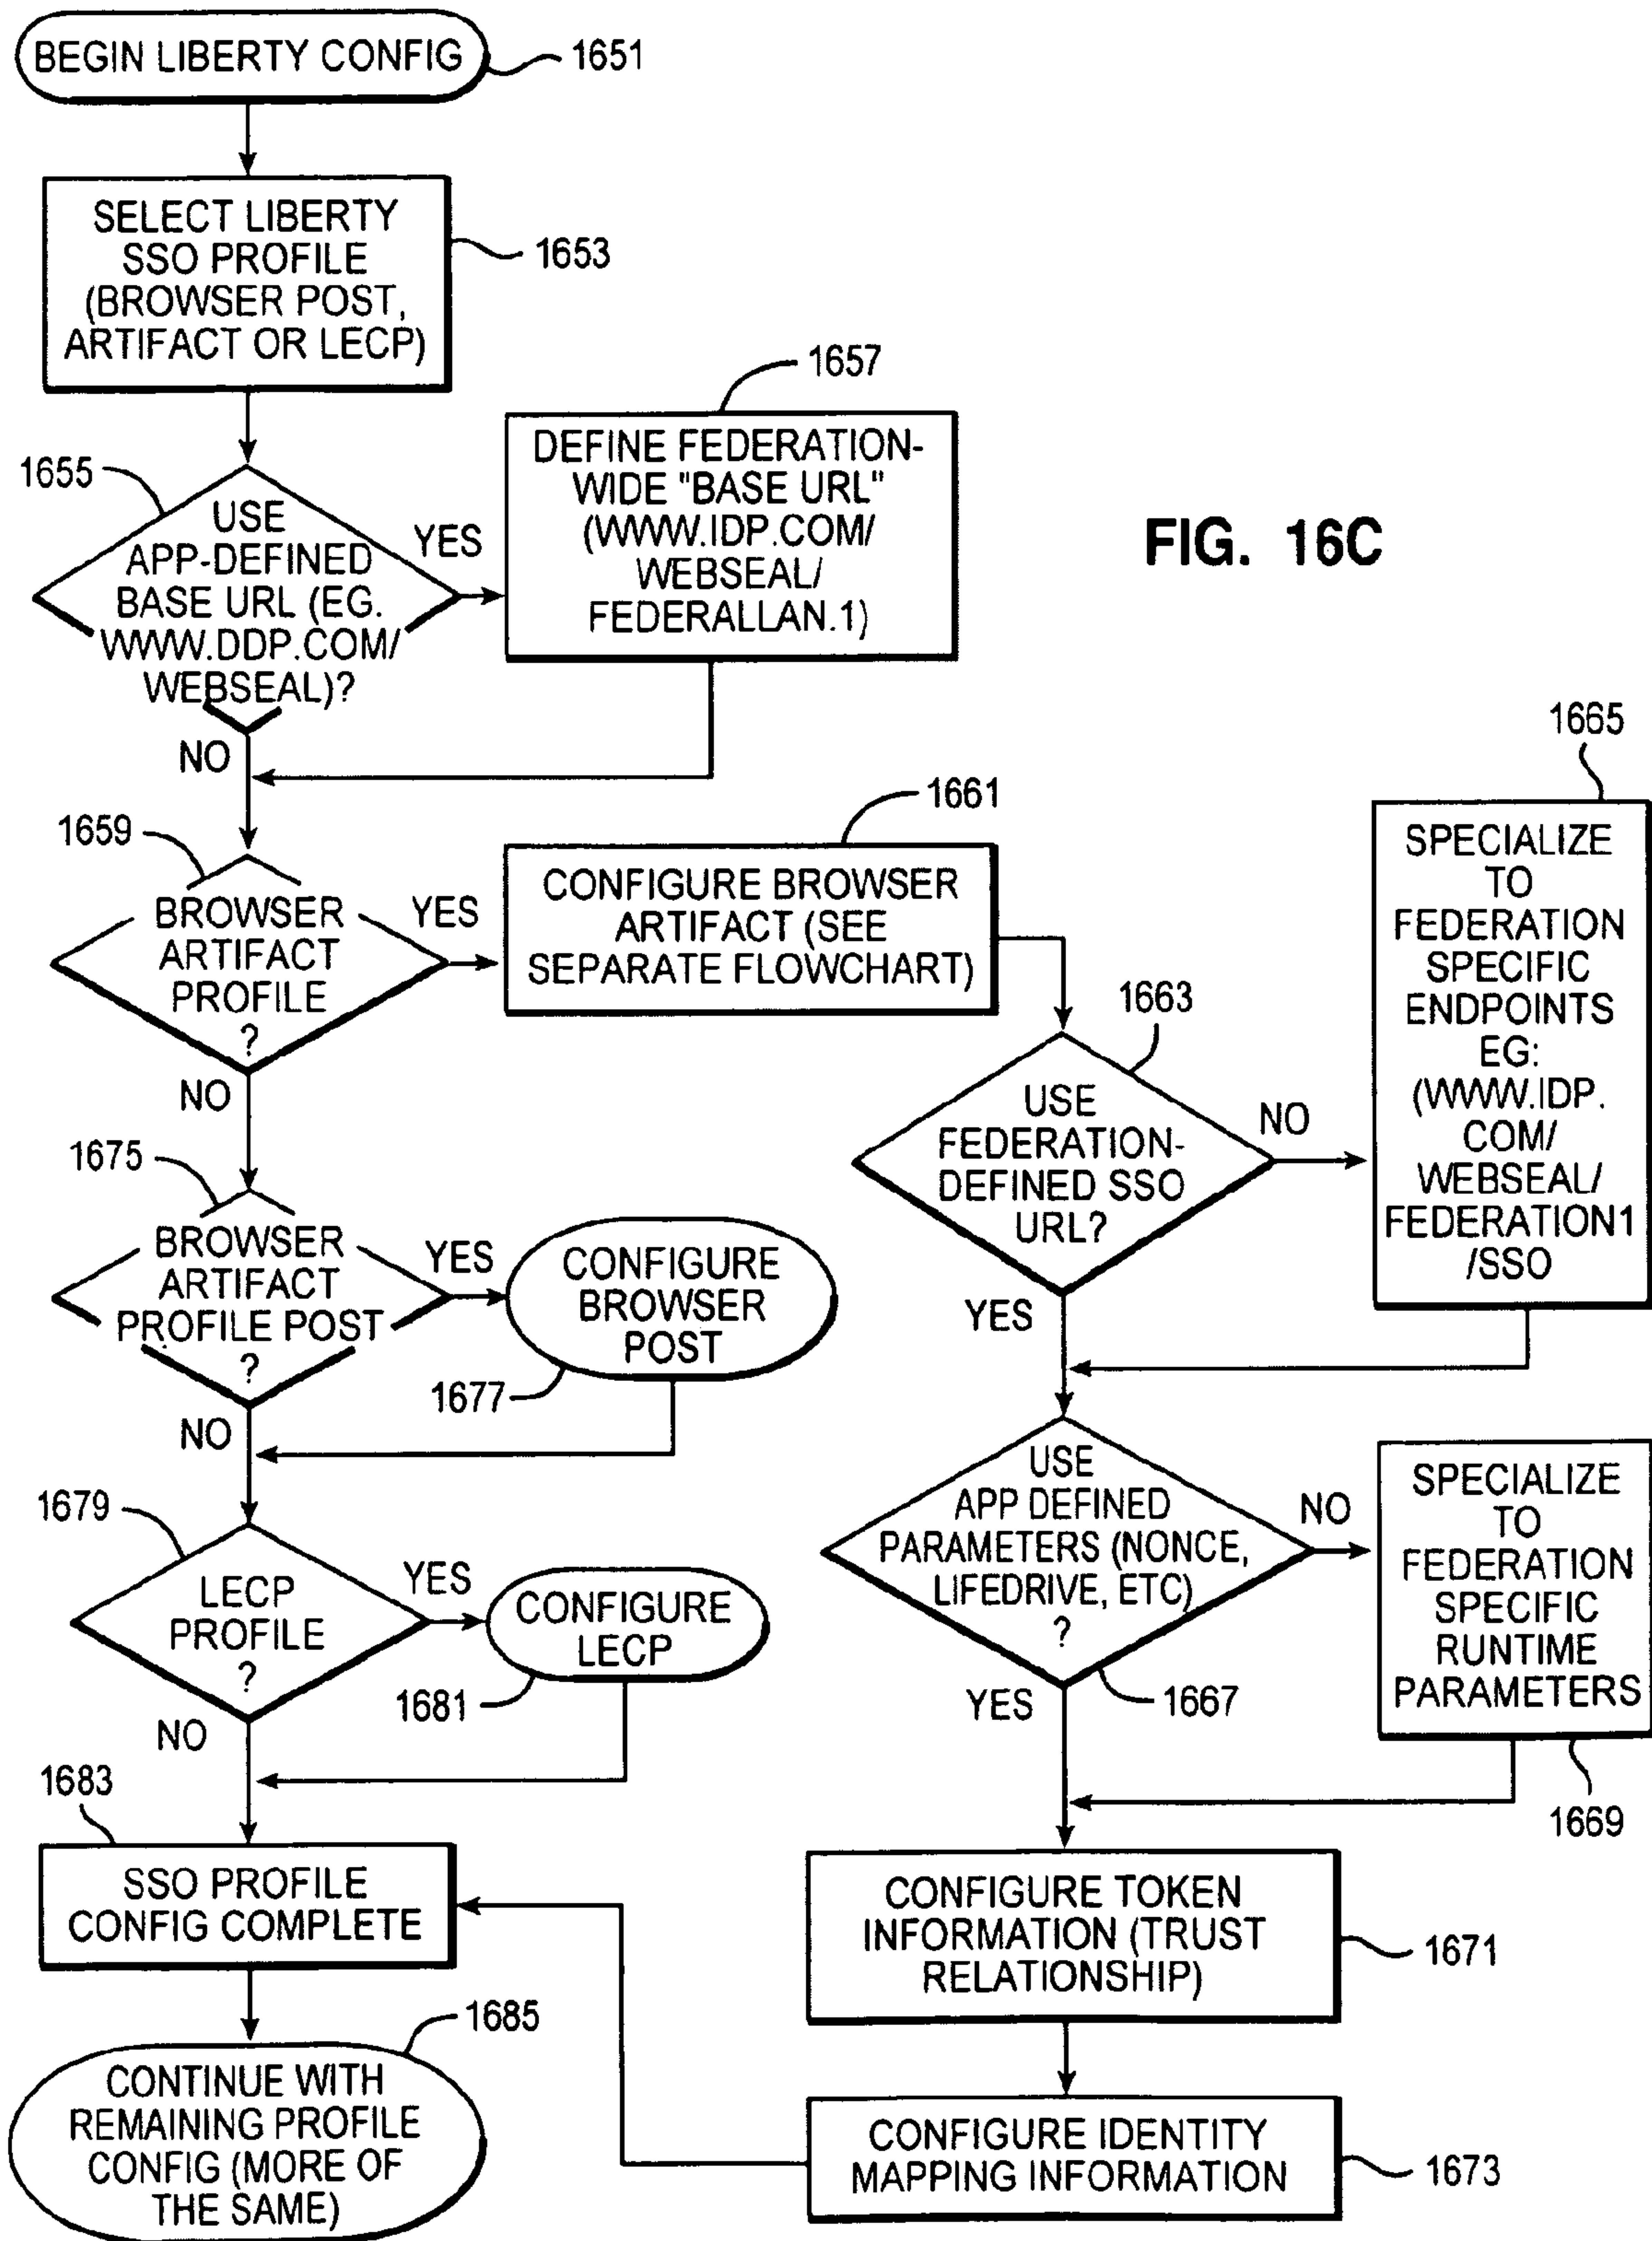 BEGIN LIBERTY CONFIG
1651
SELECT LIBERTY
SSO PROFILE
(BROWSER POST,
ARTIFACT OR LECP)
1653
1655
USE
APP-DEFINED
BASE URL (EG.
WWW.DDP.COM/
WEBSEAL)?
YES
NO
1657
DEFINE FEDERATION-
WIDE "BASE URL"
(WWW.IDP.COM/
WEBSEAL/
FEDERALLAN.1)
FIG. 16C
1659
BROWSER
ARTIFACT
PROFILE
?
YES
NO
1661
CONFIGURE BROWSER
ARTIFACT (SEE
SEPARATE FLOWCHART)
1663
USE
FEDERATION-
DEFINED SSO
URL?
NO
YES
1665
SPECIALIZE
TO
FEDERATION
SPECIFIC
ENDPOINTS
EG:
(WWW.IDP.
COM/
WEBSEAL/
FEDERATION1
/SSO
1675
BROWSER
ARTIFACT
PROFILE POST
?
YES
NO
CONFIGURE
BROWSER
POST
1677
USE
APP DEFINED
PARAMETERS (NONCE,
LIFEDRIVE, ETC)
?
NO
YES
1667
SPECIALIZE
TO
FEDERATION
SPECIFIC
RUNTIME
PARAMETERS
1669
1679
LECP
PROFILE
?
YES
NO
CONFIGURE
LECP
1681
1683
SSO PROFILE
CONFIG COMPLETE
CONFIGURE TOKEN
INFORMATION (TRUST
RELATIONSHIP)
1671
1685
CONTINUE WITH
REMAINING PROFILE
CONFIG (MORE OF
THE SAME)
CONFIGURE IDENTITY
MAPPING INFORMATION
1673